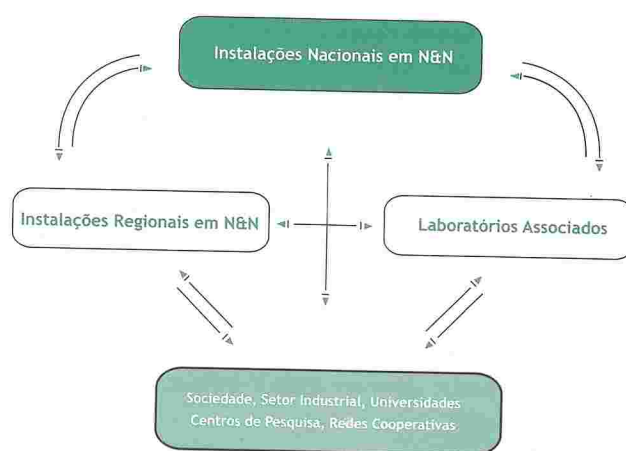 Instalações Nacionais em N&N
Instalações Regionais em N&N
Laboratórios Associados
Sociedade, Setor Industrial, Universidades
Centros de Pesquisa, Redes Cooperativas